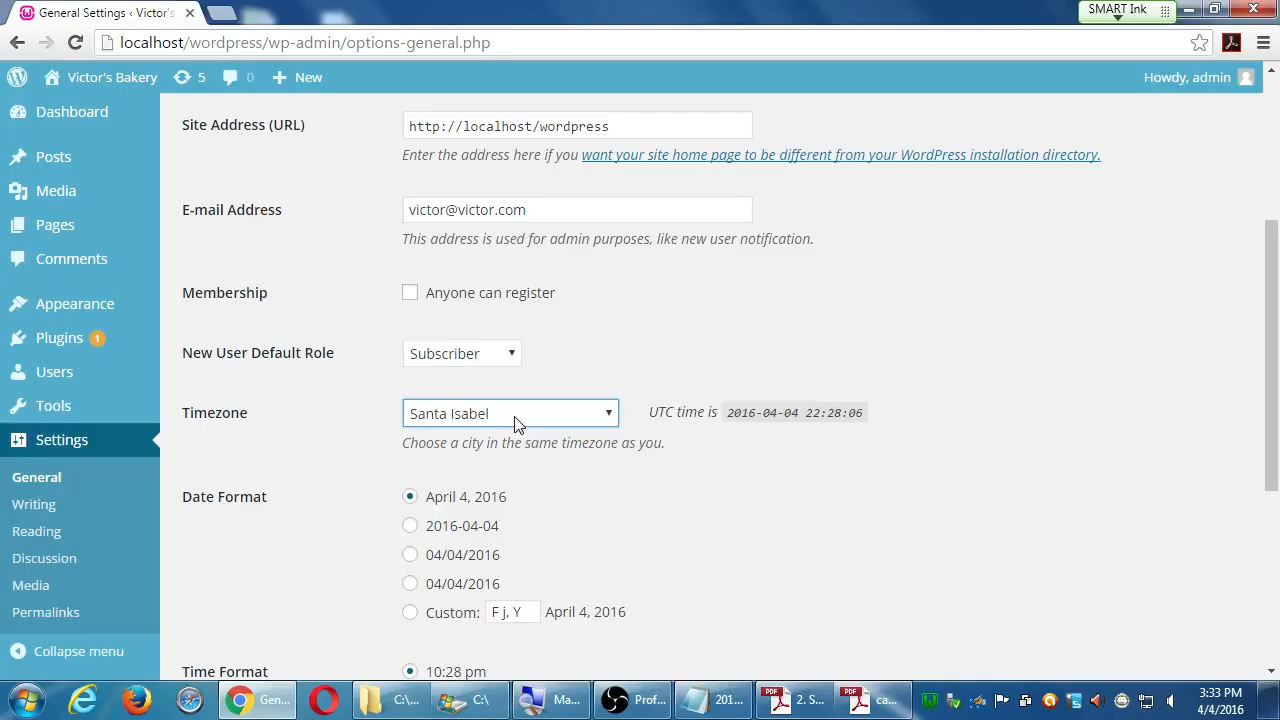 General Settings ‹ Victor's
SMART Ink
localhost/wordpress/wp-admin/options-general.php
Victor's Bakery
5
0
New
Howdy, admin
Dashboard
Posts
Media
Pages
Comments
Appearance
Plugins 1
Users
Tools
Settings
General
Writing
Reading
Discussion
Media
Permalinks
Collapse menu
Site Address (URL)
http://localhost/wordpress
Enter the address here if you want your site home page to be different from your WordPress installation directory.
E-mail Address
victor@victor.com
This address is used for admin purposes, like new user notification.
Membership
Anyone can register
New User Default Role
Subscriber
Timezone
Santa Isabel
UTC time is 2016-04-04 22:28:06
Choose a city in the same timezone as you.
Date Format
April 4, 2016
2016-04-04
04/04/2016
04/04/2016
Custom: F j, Y April 4, 2016
Time Format
10:28 pm
Gen...
C:\...
C:\
Ma...
Prof...
201...
PDF
2. S...
PDF
ca...
3:33 PM
4/4/2016